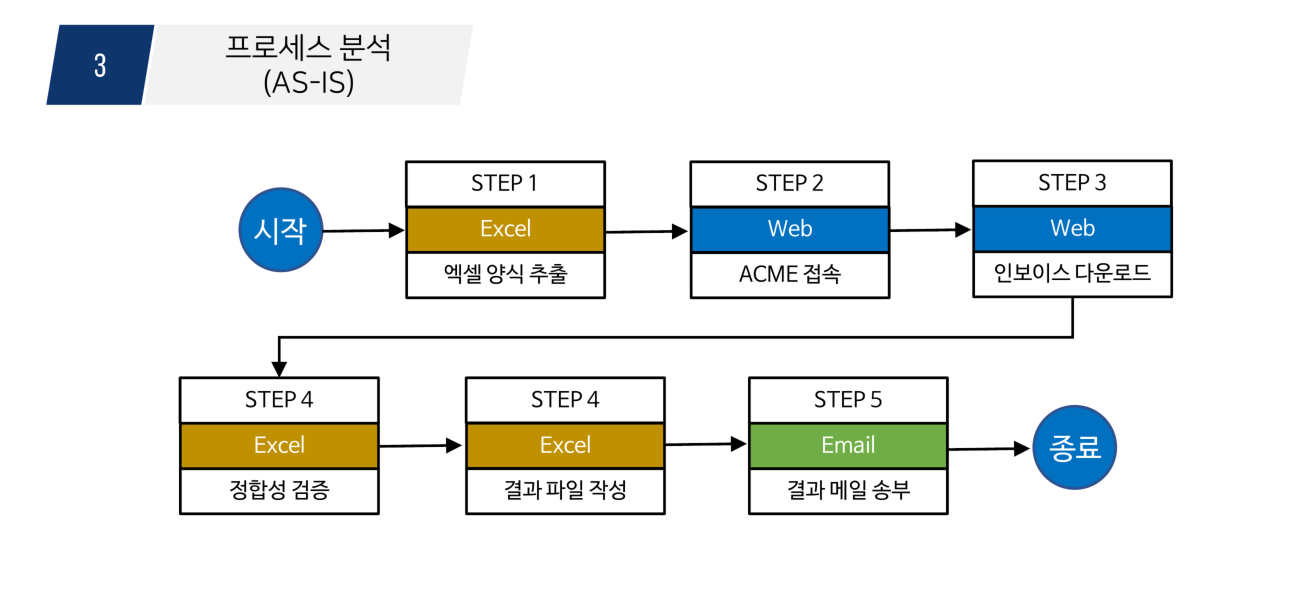 3
프로세스 분석
(AS-IS)
시작
STEP 1
Excel
엑셀 양식 추출
STEP 2
Web
ACME 접속
STEP 3
Web
인보이스 다운로드
STEP 4
Excel
정합성 검증
STEP 4
Excel
결과 파일 작성
STEP 5
Email
결과 메일 송부
종료